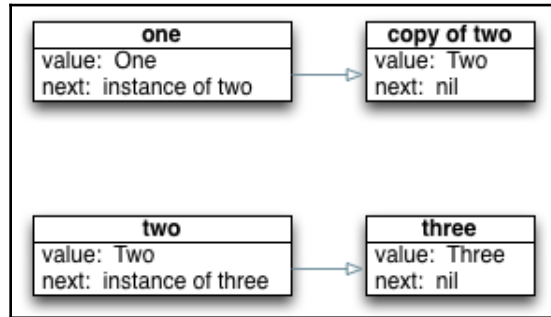 one
value: One
next: instance of two
copy of two
value: Two
next: nil
two
value: Two
next: instance of three
three
value: Three
next: nil